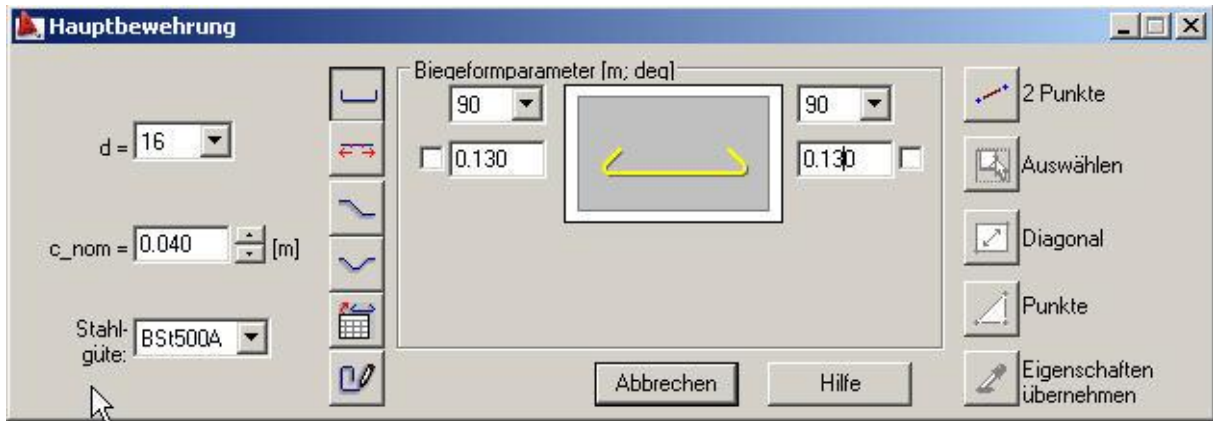 Hauptbewehrung
d = 16
c_nom = 0.040 [m]
Stahl-
güte: BSt500A
Biegeformparameter [m; deg]
90 90
0.130 0.130
Abbrechen Hilfe
2 Punkte
Auswählen
Diagonal
Punkte
Eigenschaften
übernehmen